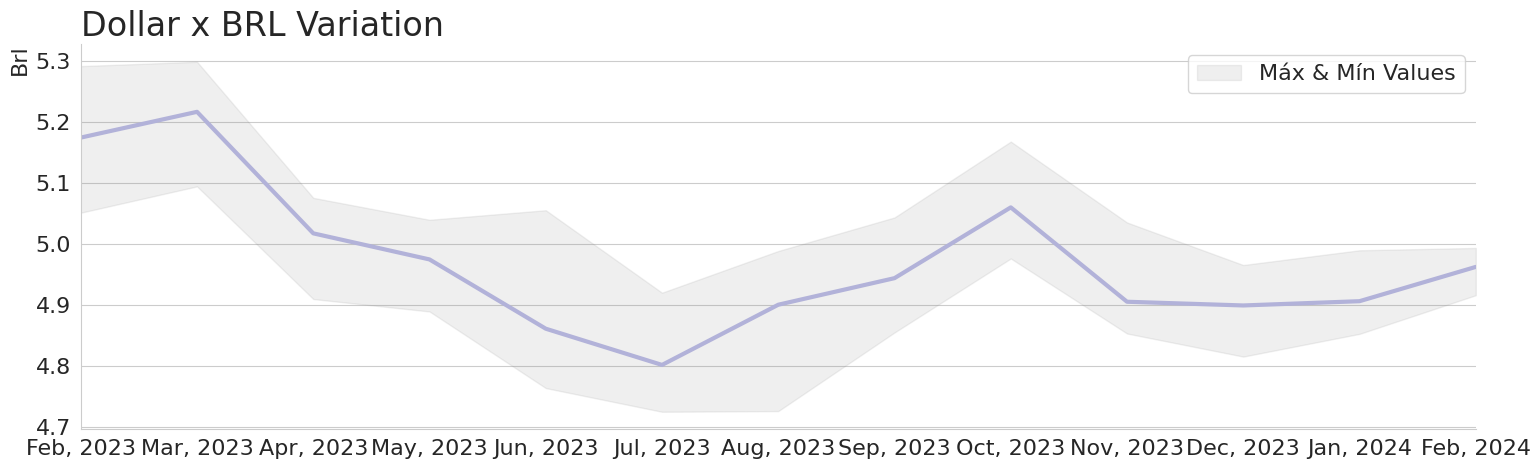 Dollar x BRL Variation
Brl
5.3
5.2
5.1
5.0
4.9
4.8
4.7
Máx & Mín Values
Feb, 2023 Mar, 2023 Apr, 2023 May, 2023 Jun, 2023 Jul, 2023 Aug, 2023 Sep, 2023 Oct, 2023 Nov, 2023 Dec, 2023 Jan, 2024 Feb, 2024